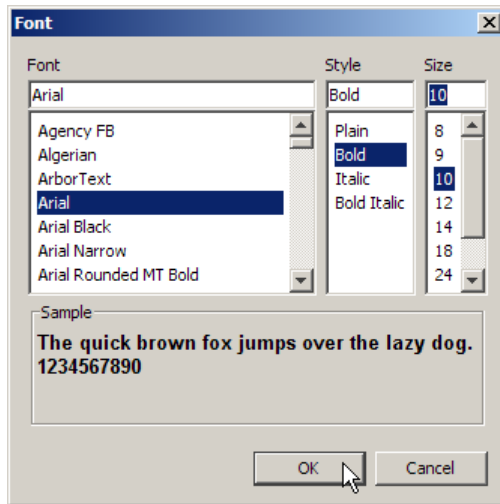 Font
Font
Style
Size
Arial
Bold
10
Agency FB
Algerian
ArborText
Arial
Arial Black
Arial Narrow
Arial Rounded MT Bold
Plain
Bold
Italic
Bold Italic
8
9
10
12
14
18
24
Sample
The quick brown fox jumps over the lazy dog.
1234567890
OK
Cancel